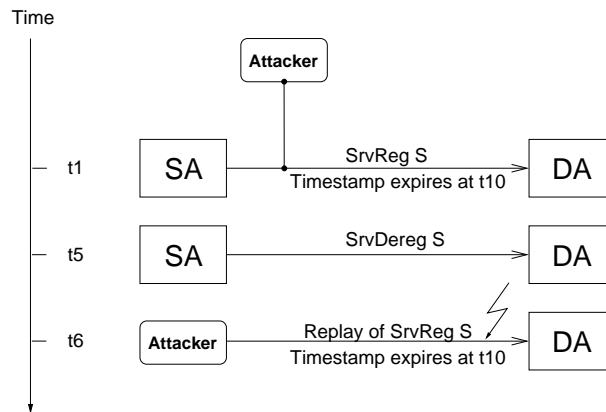 Time
Attacker
t1
SA
SrvReg S
Timestamp expires at t10
DA
t5
SA
SrvDereg S
DA
t6
Attacker
Replay of SrvReg S
Timestamp expires at t10
DA